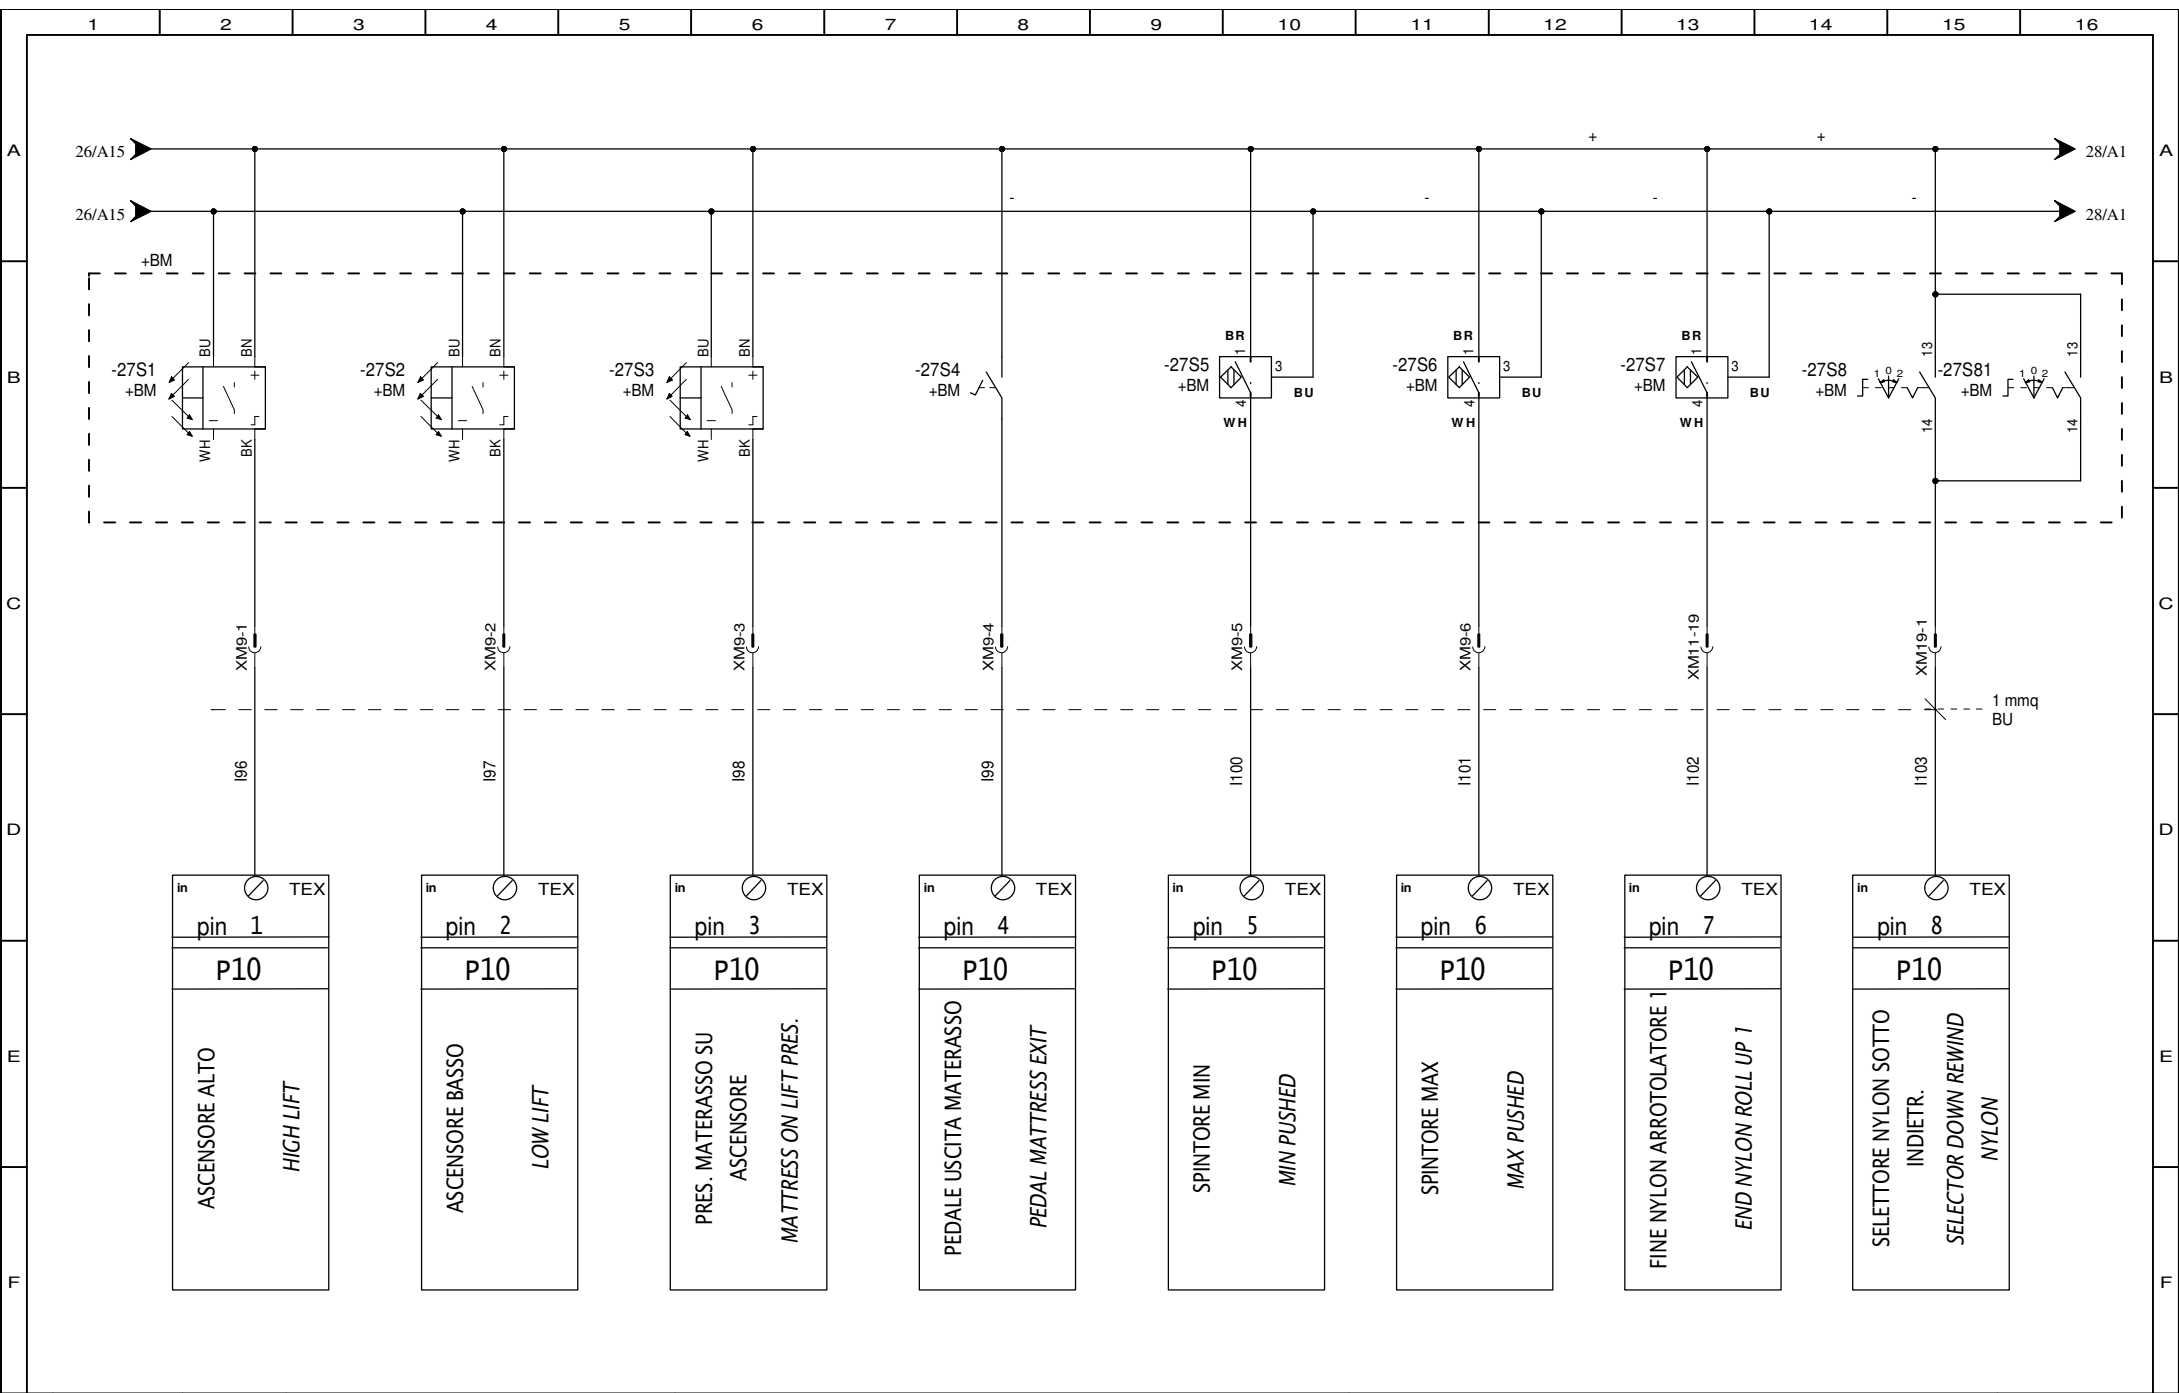 1 2 3 4 5 6 7 8 9 10 11 12 13 14 15 16
A 26/A15 + + 28/A1 A
26/A15 - - - - 28/A1
+BM
BU BN BU BN BU BN BR 1 BR 1 BR 1 13 13
B -27S1 -27S2 -27S3 -27S4 -27S5 3 -27S6 3 -27S7 3 -27S8 1 0 2 -27S81 1 0 2 B
+BM +BM +BM +BM +BM BU +BM BU +BM BU +BM +BM
+ - + - + -
4 4 4
WH BK WH BK WH BK WH WH WH 14 14
C C
XM9-1 XM9-2 XM9-3 XM9-4 XM9-5 XM9-6 XM11-19 XM19-1
1 mmq
BU
I96 I97 I98 I99 I100 I101 I102 I103
D D
in TEX in TEX in TEX in TEX in TEX in TEX in TEX in TEX
pin 1 pin 2 pin 3 pin 4 pin 5 pin 6 pin 7 pin 8
P10 P10 P10 P10 P10 P10 P10 P10
E E
ASCENSORE ALTO
HIGH LIFT
ASCENSORE BASSO
LOW LIFT
PRES. MATERASSO SU
ASCENSORE
MATTRESS ON LIFT PRES.
PEDALE USCITA MATERASSO
PEDAL MATTRESS EXIT
SPINTORE MIN
MIN PUSHED
SPINTORE MAX
MAX PUSHED
FINE NYLON ARROTOLATORE 1
END NYLON ROLL UP 1
SELETTORE NYLON SOTTO
INDIETR.
SELECTOR DOWN REWIND
NYLON
F F